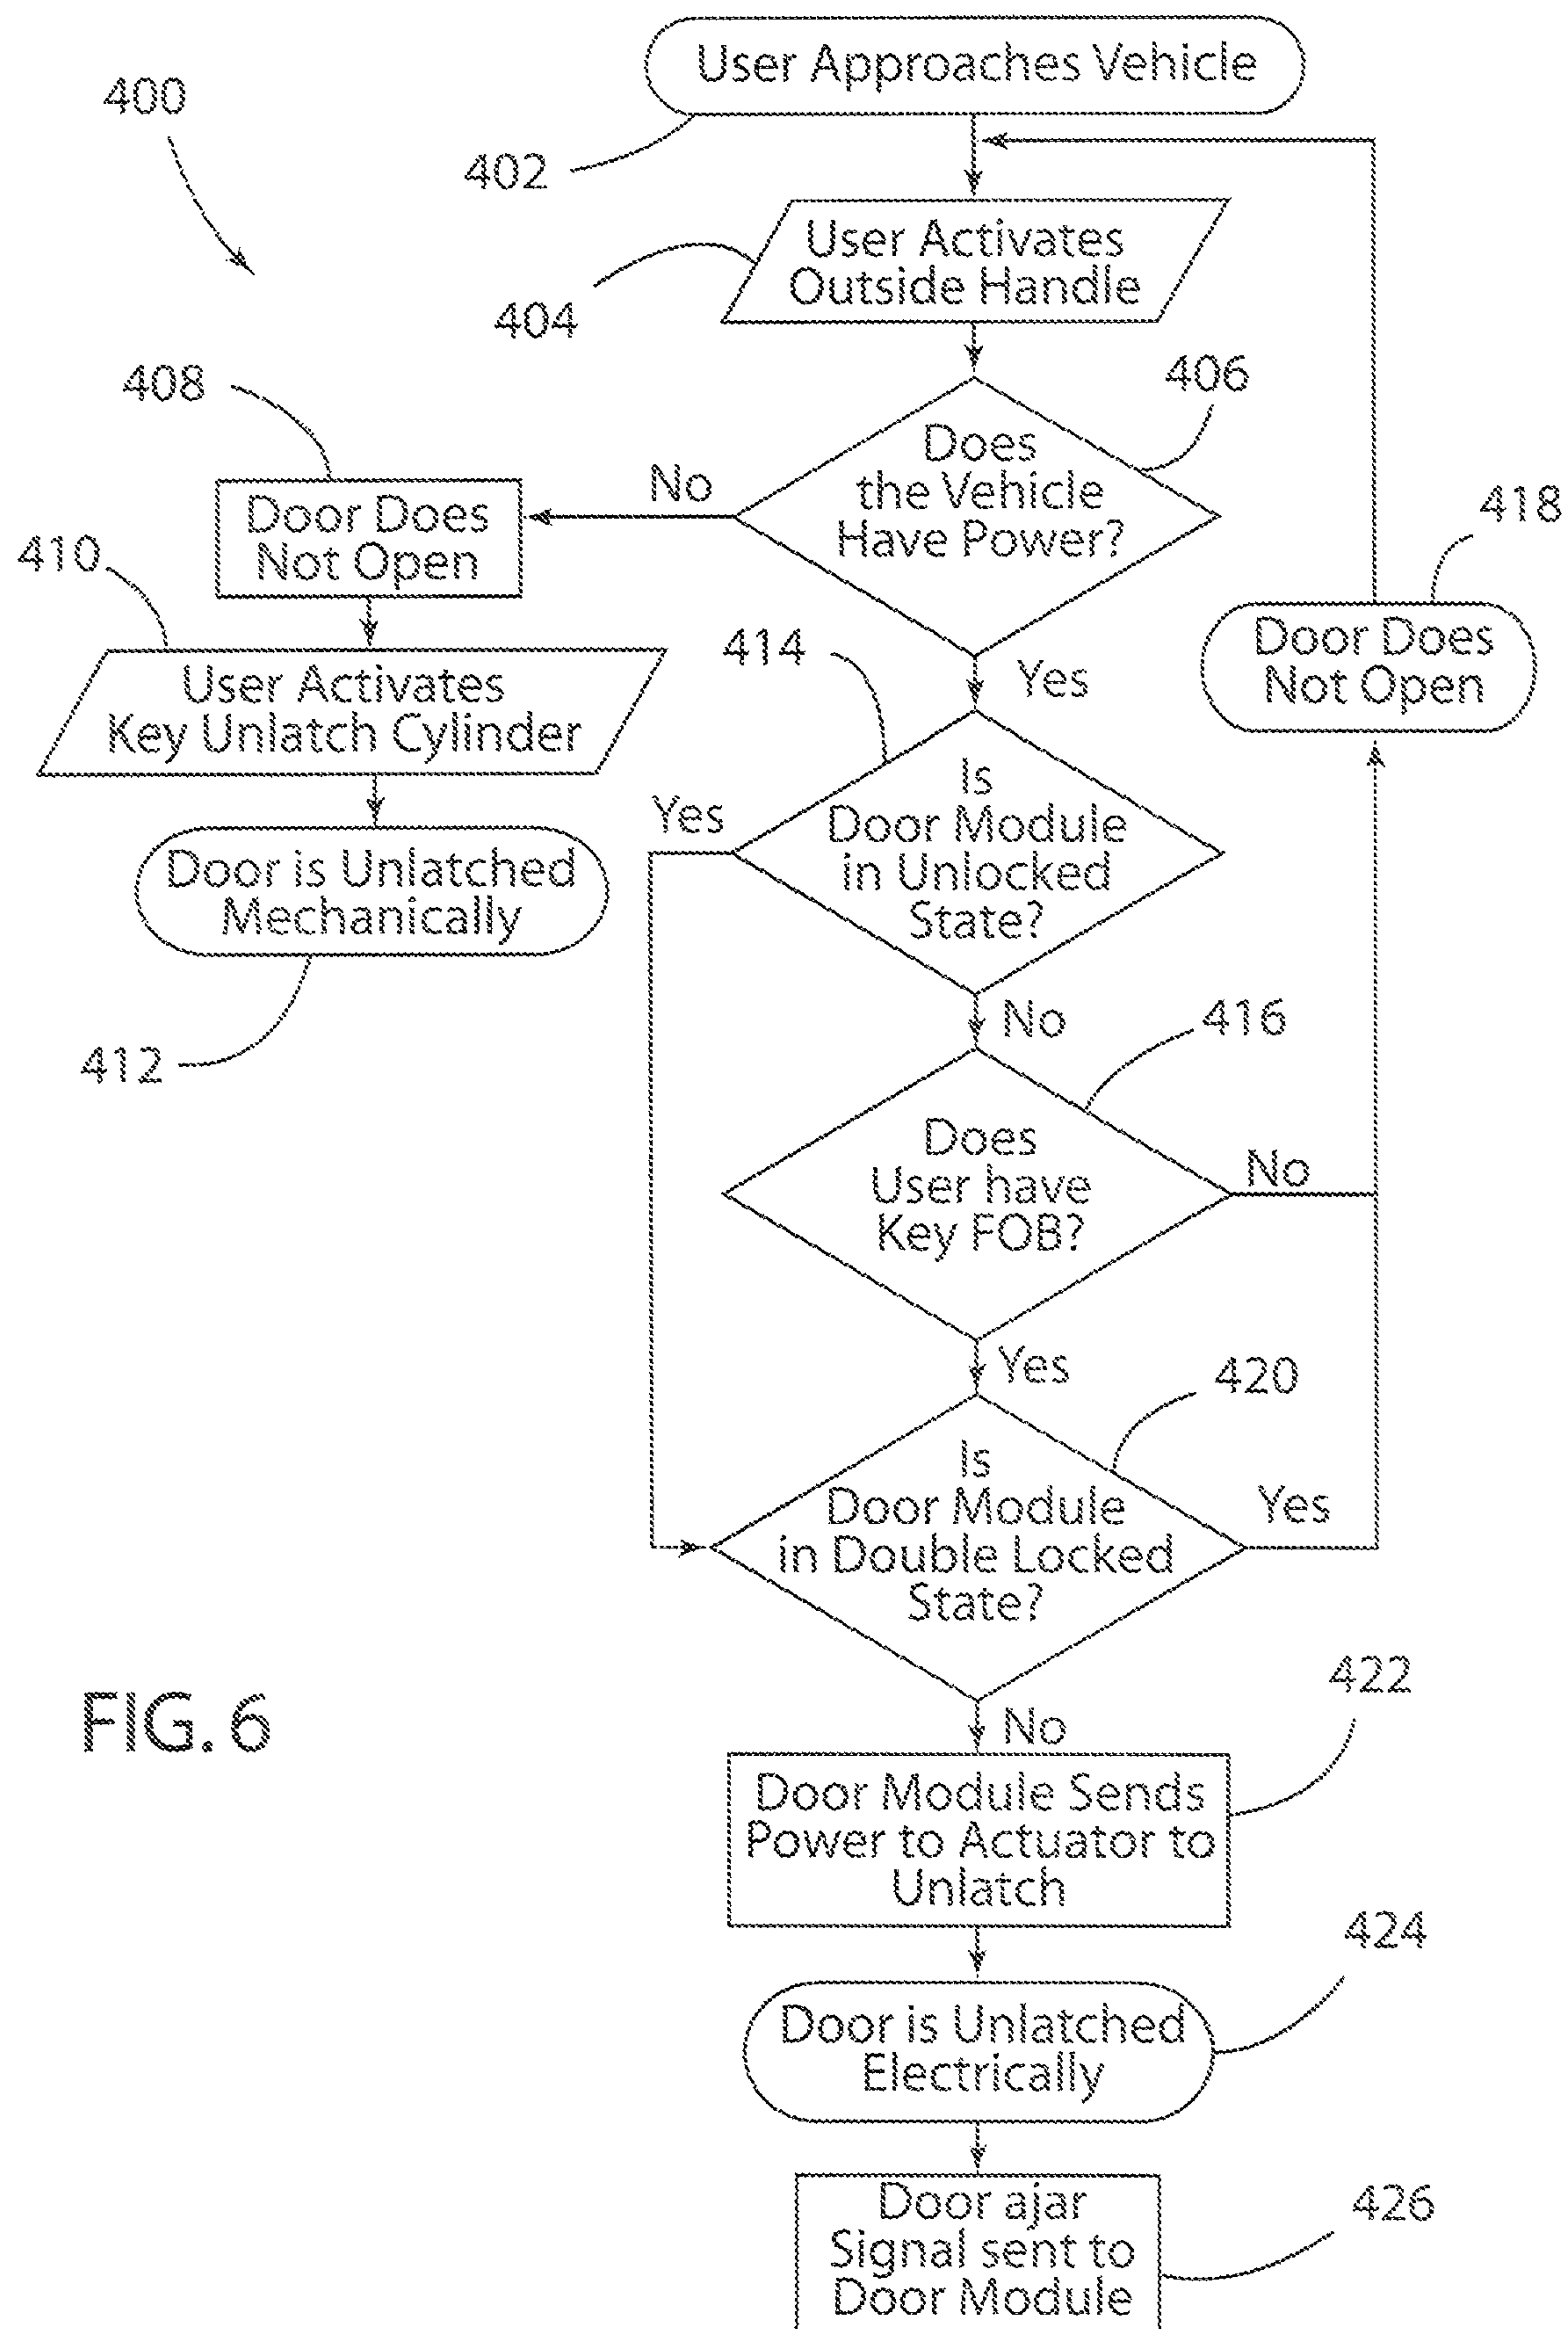 User Approaches Vehicle
400
402
User Activates
Outside Handle
404
406
Does
the Vehicle
Have Power?
No
408
Door Does
Not Open
410
User Activates
Key Unlatch Cylinder
Door is Unlatched
Mechanically
412
Yes
418
Door Does
Not Open
414
Is
Door Module
in Unlocked
State?
Yes
No
416
Does
User have
Key FOB?
No
Yes
420
Is
Door Module
in Double Locked
State?
Yes
No
422
Door Module Sends
Power to Actuator to
Unlatch
424
Door is Unlatched
Electrically
426
Door ajar
Signal sent to
Door Module
FIG. 6